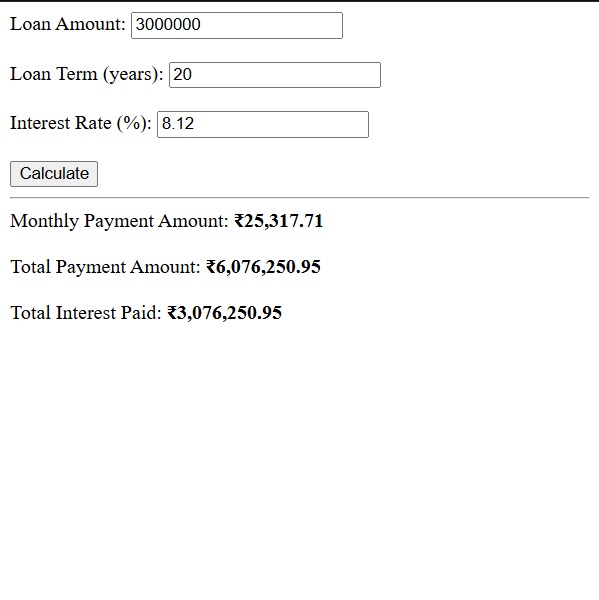 Loan Amount: 3000000
Loan Term (years): 20
Interest Rate (%): 8.12
Calculate
Monthly Payment Amount: ₹25,317.71
Total Payment Amount: ₹6,076,250.95
Total Interest Paid: ₹3,076,250.95